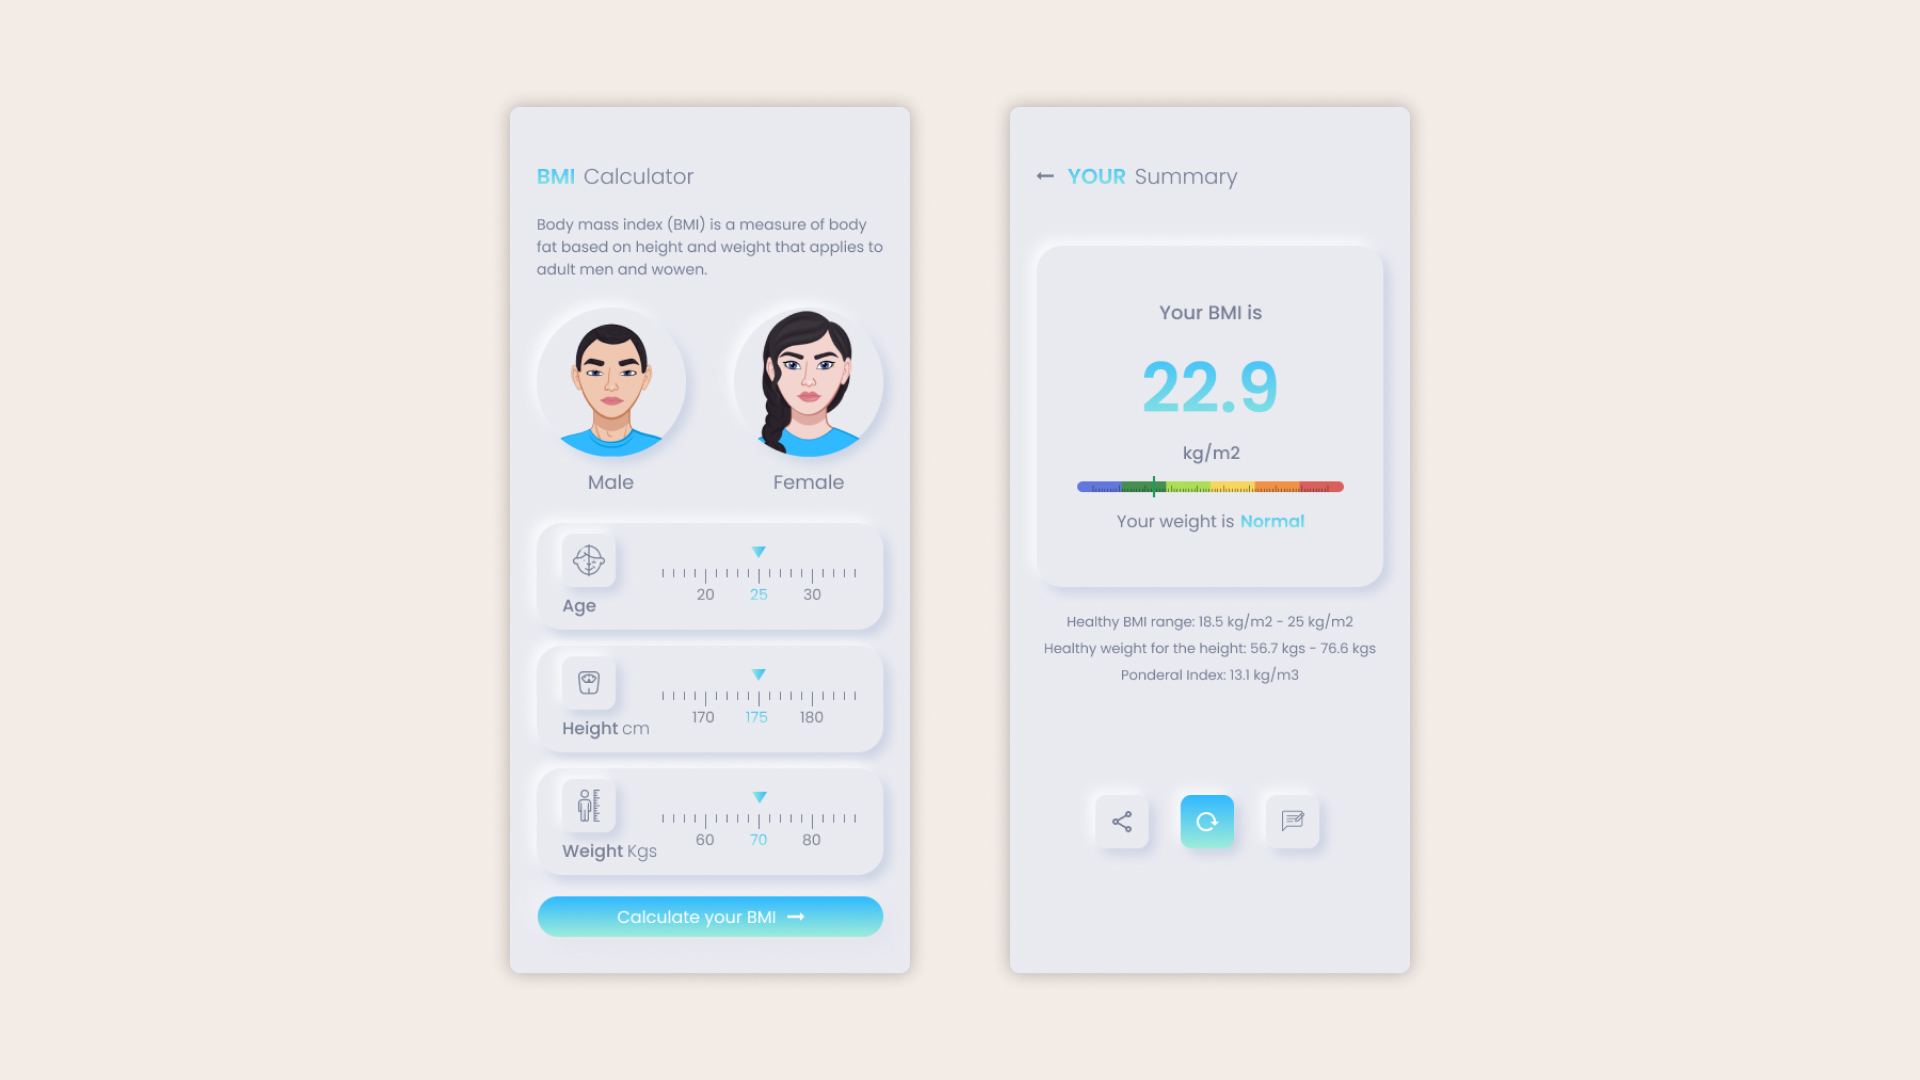 BMI Calculator
Body mass index (BMI) is a measure of body
fat based on height and weight that applies to
adult men and wowen.
Male
Female
20 25 30
Age
170 175 180
Height cm
60 70 80
Weight Kgs
Calculate your BMI
YOUR Summary
Your BMI is
22.9
kg/m2
Your weight is Normal
Healthy BMI range: 18.5 kg/m2 - 25 kg/m2
Healthy weight for the height: 56.7 kgs - 76.6 kgs
Ponderal Index: 13.1 kg/m3